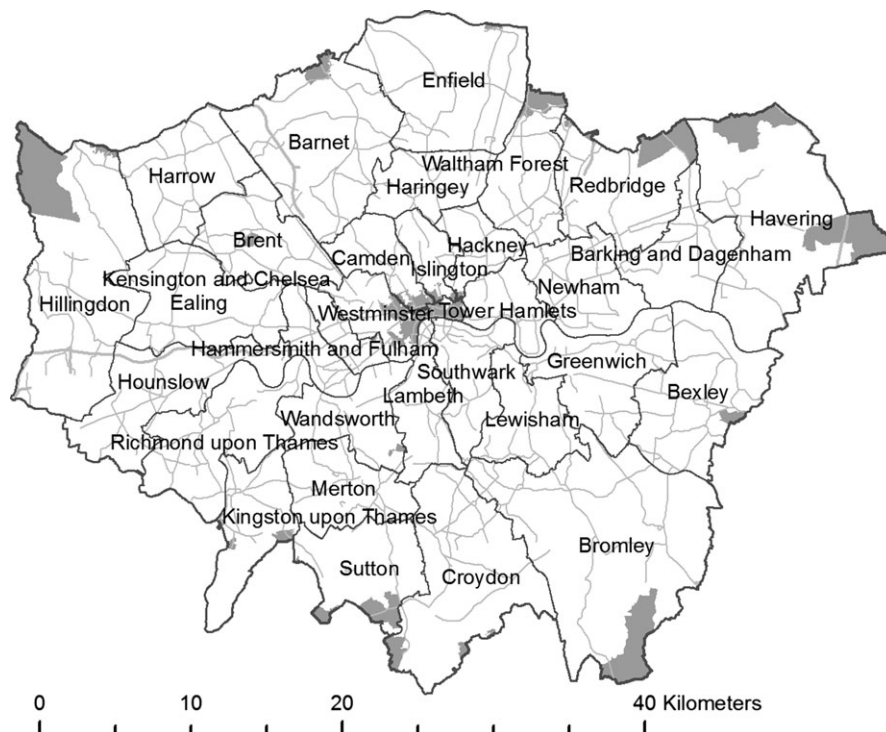 Enfield
Barnet
Waltham Forest
Harrow
Haringey
Redbridge
Havering
Brent
Hackney
Camden
Islington
Barking and Dagenham
Kensington and Chelsea
Newham
Hillingdon
Ealing
Westminster
Tower Hamlets
Hammersmith and Fulham
Greenwich
Southwark
Hounslow
Lambeth
Bexley
Wandsworth
Lewisham
Richmond upon Thames
Merton
Kingston upon Thames
Bromley
Sutton
Croydon
0 10 20 40 Kilometers